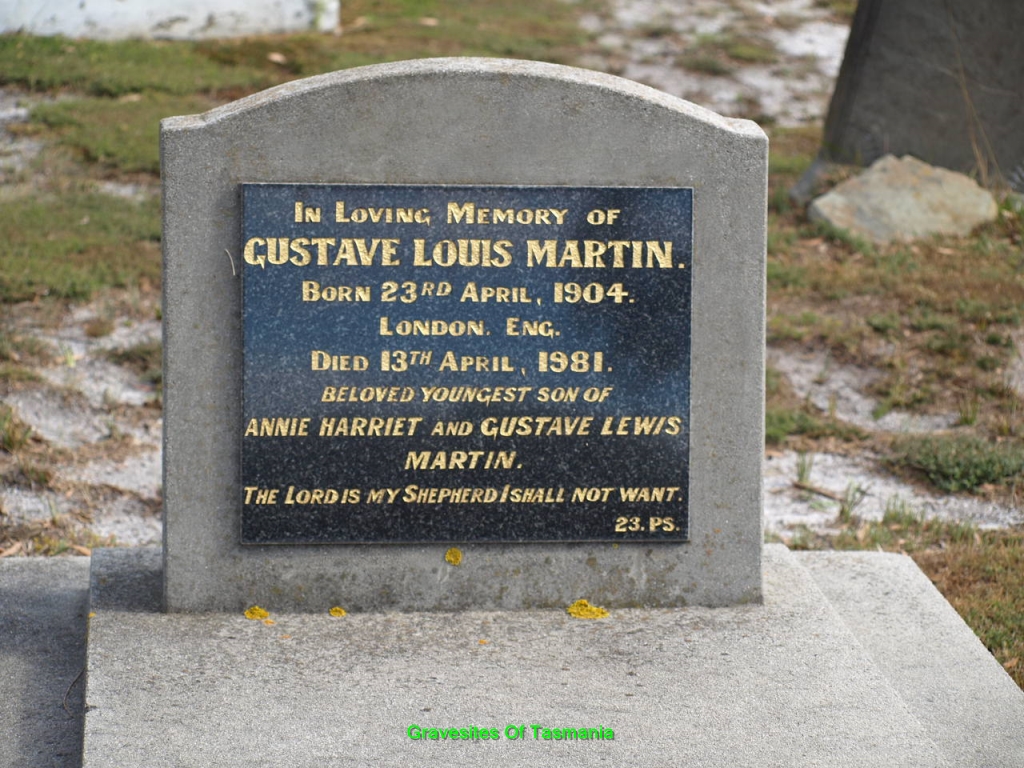 IN LOVING MEMORY OF
GUSTAVE LOUIS MARTIN.
BORN 23RD APRIL, 1904.
LONDON. ENG.
DIED 13TH APRIL, 1981.
BELOVED YOUNGEST SON OF
ANNIE HARRIET AND GUSTAVE LEWIS
MARTIN.
THE LORD IS MY SHEPHERD I SHALL NOT WANT.
23. PS.
Gravesites Of Tasmania